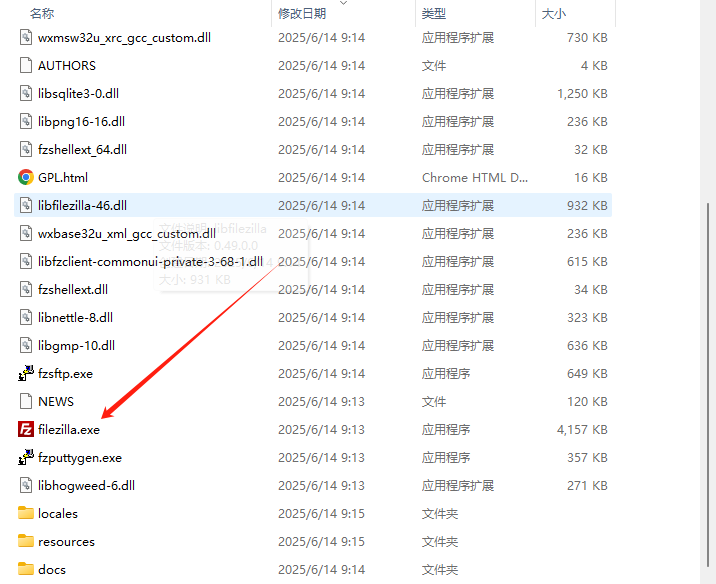 名称 修改日期 类型 大小
wxmsw32u_xrc_gcc_custom.dll 2025/6/14 9:14 应用程序扩展 730 KB
AUTHORS 2025/6/14 9:14 文件 4 KB
libsqlite3-0.dll 2025/6/14 9:14 应用程序扩展 1,250 KB
libpng16-16.dll 2025/6/14 9:14 应用程序扩展 236 KB
fzshellext_64.dll 2025/6/14 9:14 应用程序扩展 32 KB
GPL.html 2025/6/14 9:14 Chrome HTML D... 16 KB
libfilezilla-46.dll 2025/6/14 9:14 应用程序扩展 932 KB
libfilezilla
wxbase32u_xml_gcc_custom.dll 2025/6/14 9:14 应用程序扩展 236 KB
文件版本: 0.49.0.0
libfzclient-commonui-private-3-68-1.dll 2025/6/14 9:14 应用程序扩展 615 KB
大小: 931 KB
fzshellext.dll 2025/6/14 9:14 应用程序扩展 34 KB
libnettle-8.dll 2025/6/14 9:14 应用程序扩展 323 KB
libgmp-10.dll 2025/6/14 9:14 应用程序扩展 636 KB
fzsftp.exe 2025/6/14 9:14 应用程序 649 KB
NEWS 2025/6/14 9:13 文件 120 KB
filezilla.exe 2025/6/14 9:13 应用程序 4,157 KB
fzputtygen.exe 2025/6/14 9:13 应用程序 357 KB
libhogweed-6.dll 2025/6/14 9:13 应用程序扩展 271 KB
locales 2025/6/14 9:15 文件夹
resources 2025/6/14 9:15 文件夹
docs 2025/6/14 9:14 文件夹